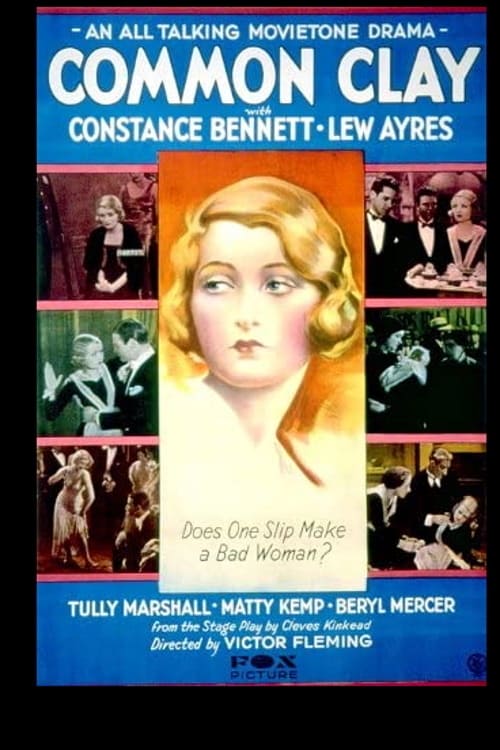 - AN ALL TALKING MOVIETONE DRAMA -
COMMON CLAY
with
CONSTANCE BENNETT · LEW AYRES
Does One Slip Make
a Bad Woman?
TULLY MARSHALL · MATTY KEMP · BERYL MERCER
from the Stage Play by Cleves Kinkead
Directed by VICTOR FLEMING
FOX
PICTURE